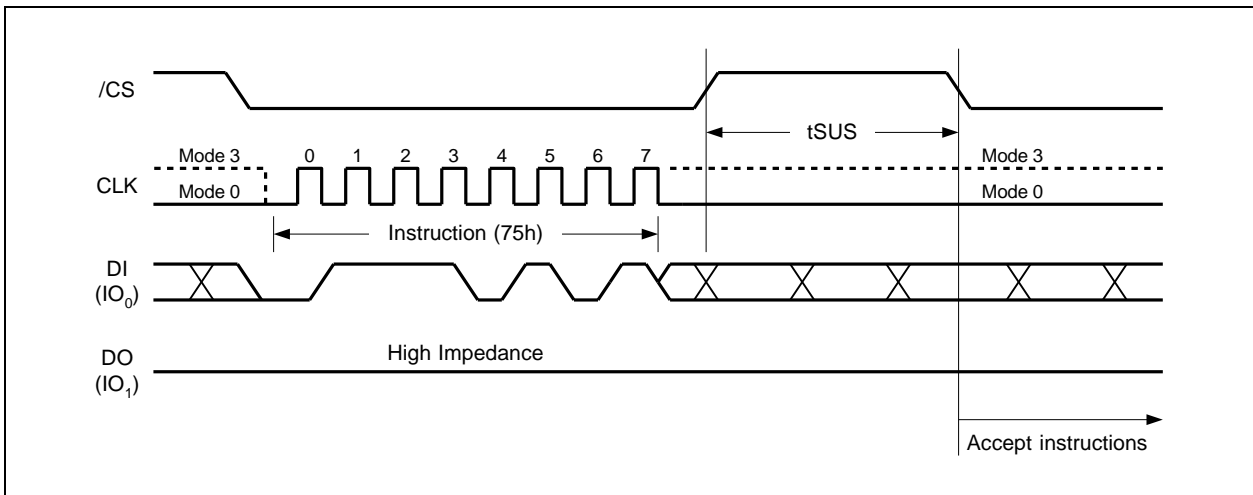 /CS
tSUS
Mode 3 0 1 2 3 4 5 6 7 Mode 3
CLK
Mode 0 Mode 0
Instruction (75h)
DI
(IO0)
High Impedance
DO
(IO1)
Accept instructions